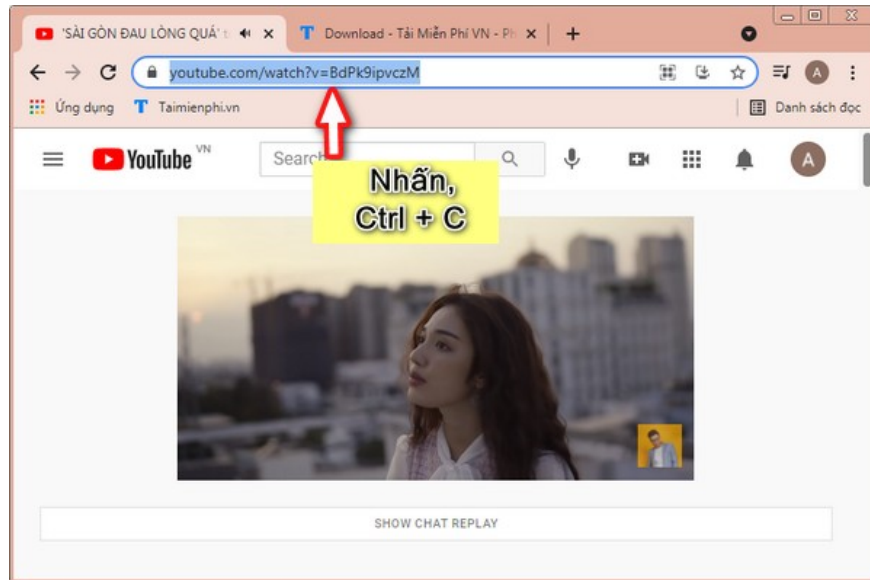 'SÀI GÒN ĐAU LÒNG QUÁ' t
Download - Tải Miễn Phí VN - Ph
youtube.com/watch?v=BdPk9ipvczM
A
Ứng dụng
Taimienphi.vn
Danh sách đọc
YouTube VN
Search
A
Nhấn,
Ctrl + C
SHOW CHAT REPLAY